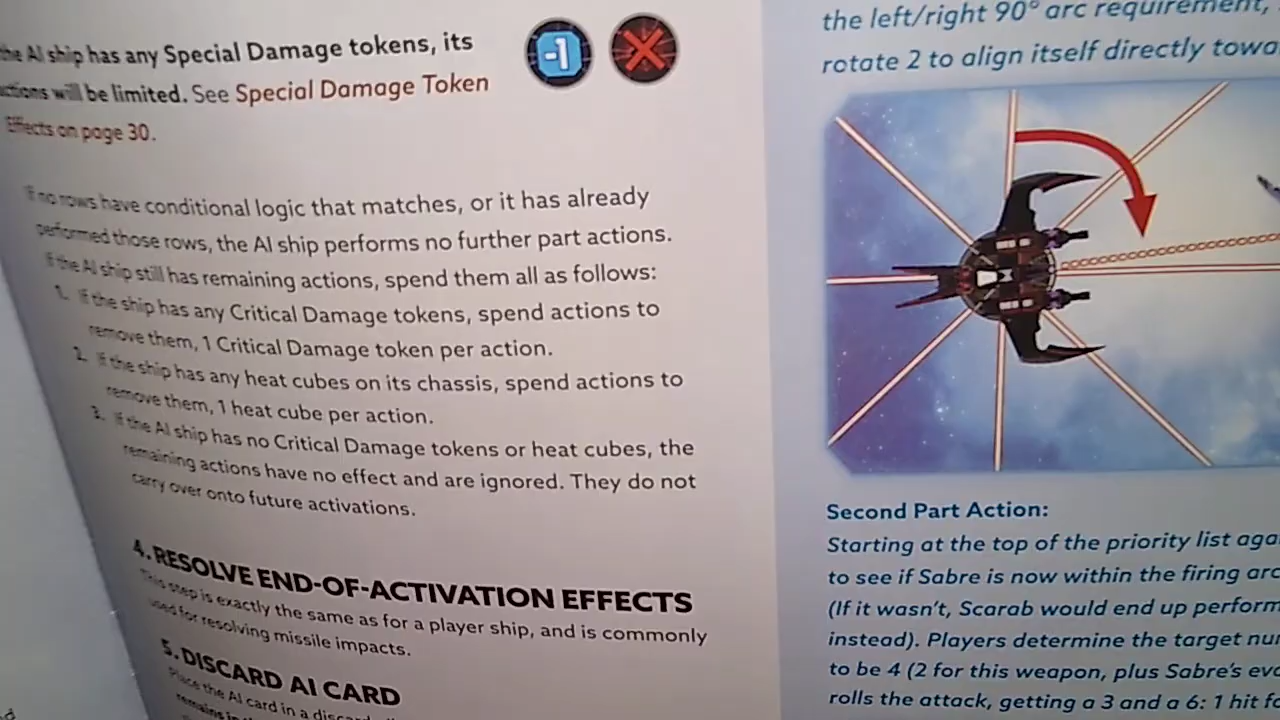 the AI ship has any Special Damage tokens, its
actions will be limited. See Special Damage Token
Effects on page 30.
-1
If no rows have conditional logic that matches, or it has already
performed those rows, the AI ship performs no further part actions.
If the AI ship still has remaining actions, spend them all as follows:
1. If the ship has any Critical Damage tokens, spend actions to
remove them, 1 Critical Damage token per action.
2. If the ship has any heat cubes on its chassis, spend actions to
remove them, 1 heat cube per action.
3. If the AI ship has no Critical Damage tokens or heat cubes, the
remaining actions have no effect and are ignored. They do not
carry over onto future activations.
4. RESOLVE END-OF-ACTIVATION EFFECTS
This step is exactly the same as for a player ship, and is commonly
used for resolving missile impacts.
5. DISCARD AI CARD
Place the AI card in a
remains in
the left/right 90° arc requirement,
rotate 2 to align itself directly
Second Part Action:
Starting at the top of the priority list
to see if Sabre is now within the firing arc
(If it wasn't, Scarab would end up
instead). Players determine the target
to be 4 (2 for this weapon, plus Sabre's
rolls the attack, getting a 3 and a 6: 1 hit